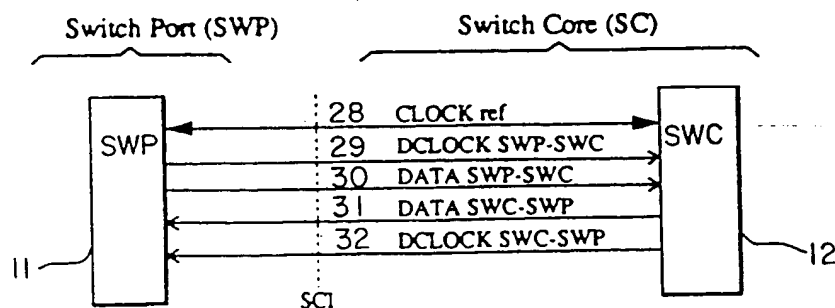 Switch Port (SWP)
Switch Core (SC)
SWP
28 CLOCK ref
29 DCLOCK SWP-SWC
30 DATA SWP-SWC
31 DATA SWC-SWP
32 DCLOCK SWC-SWP
SWC
11
12
SCI